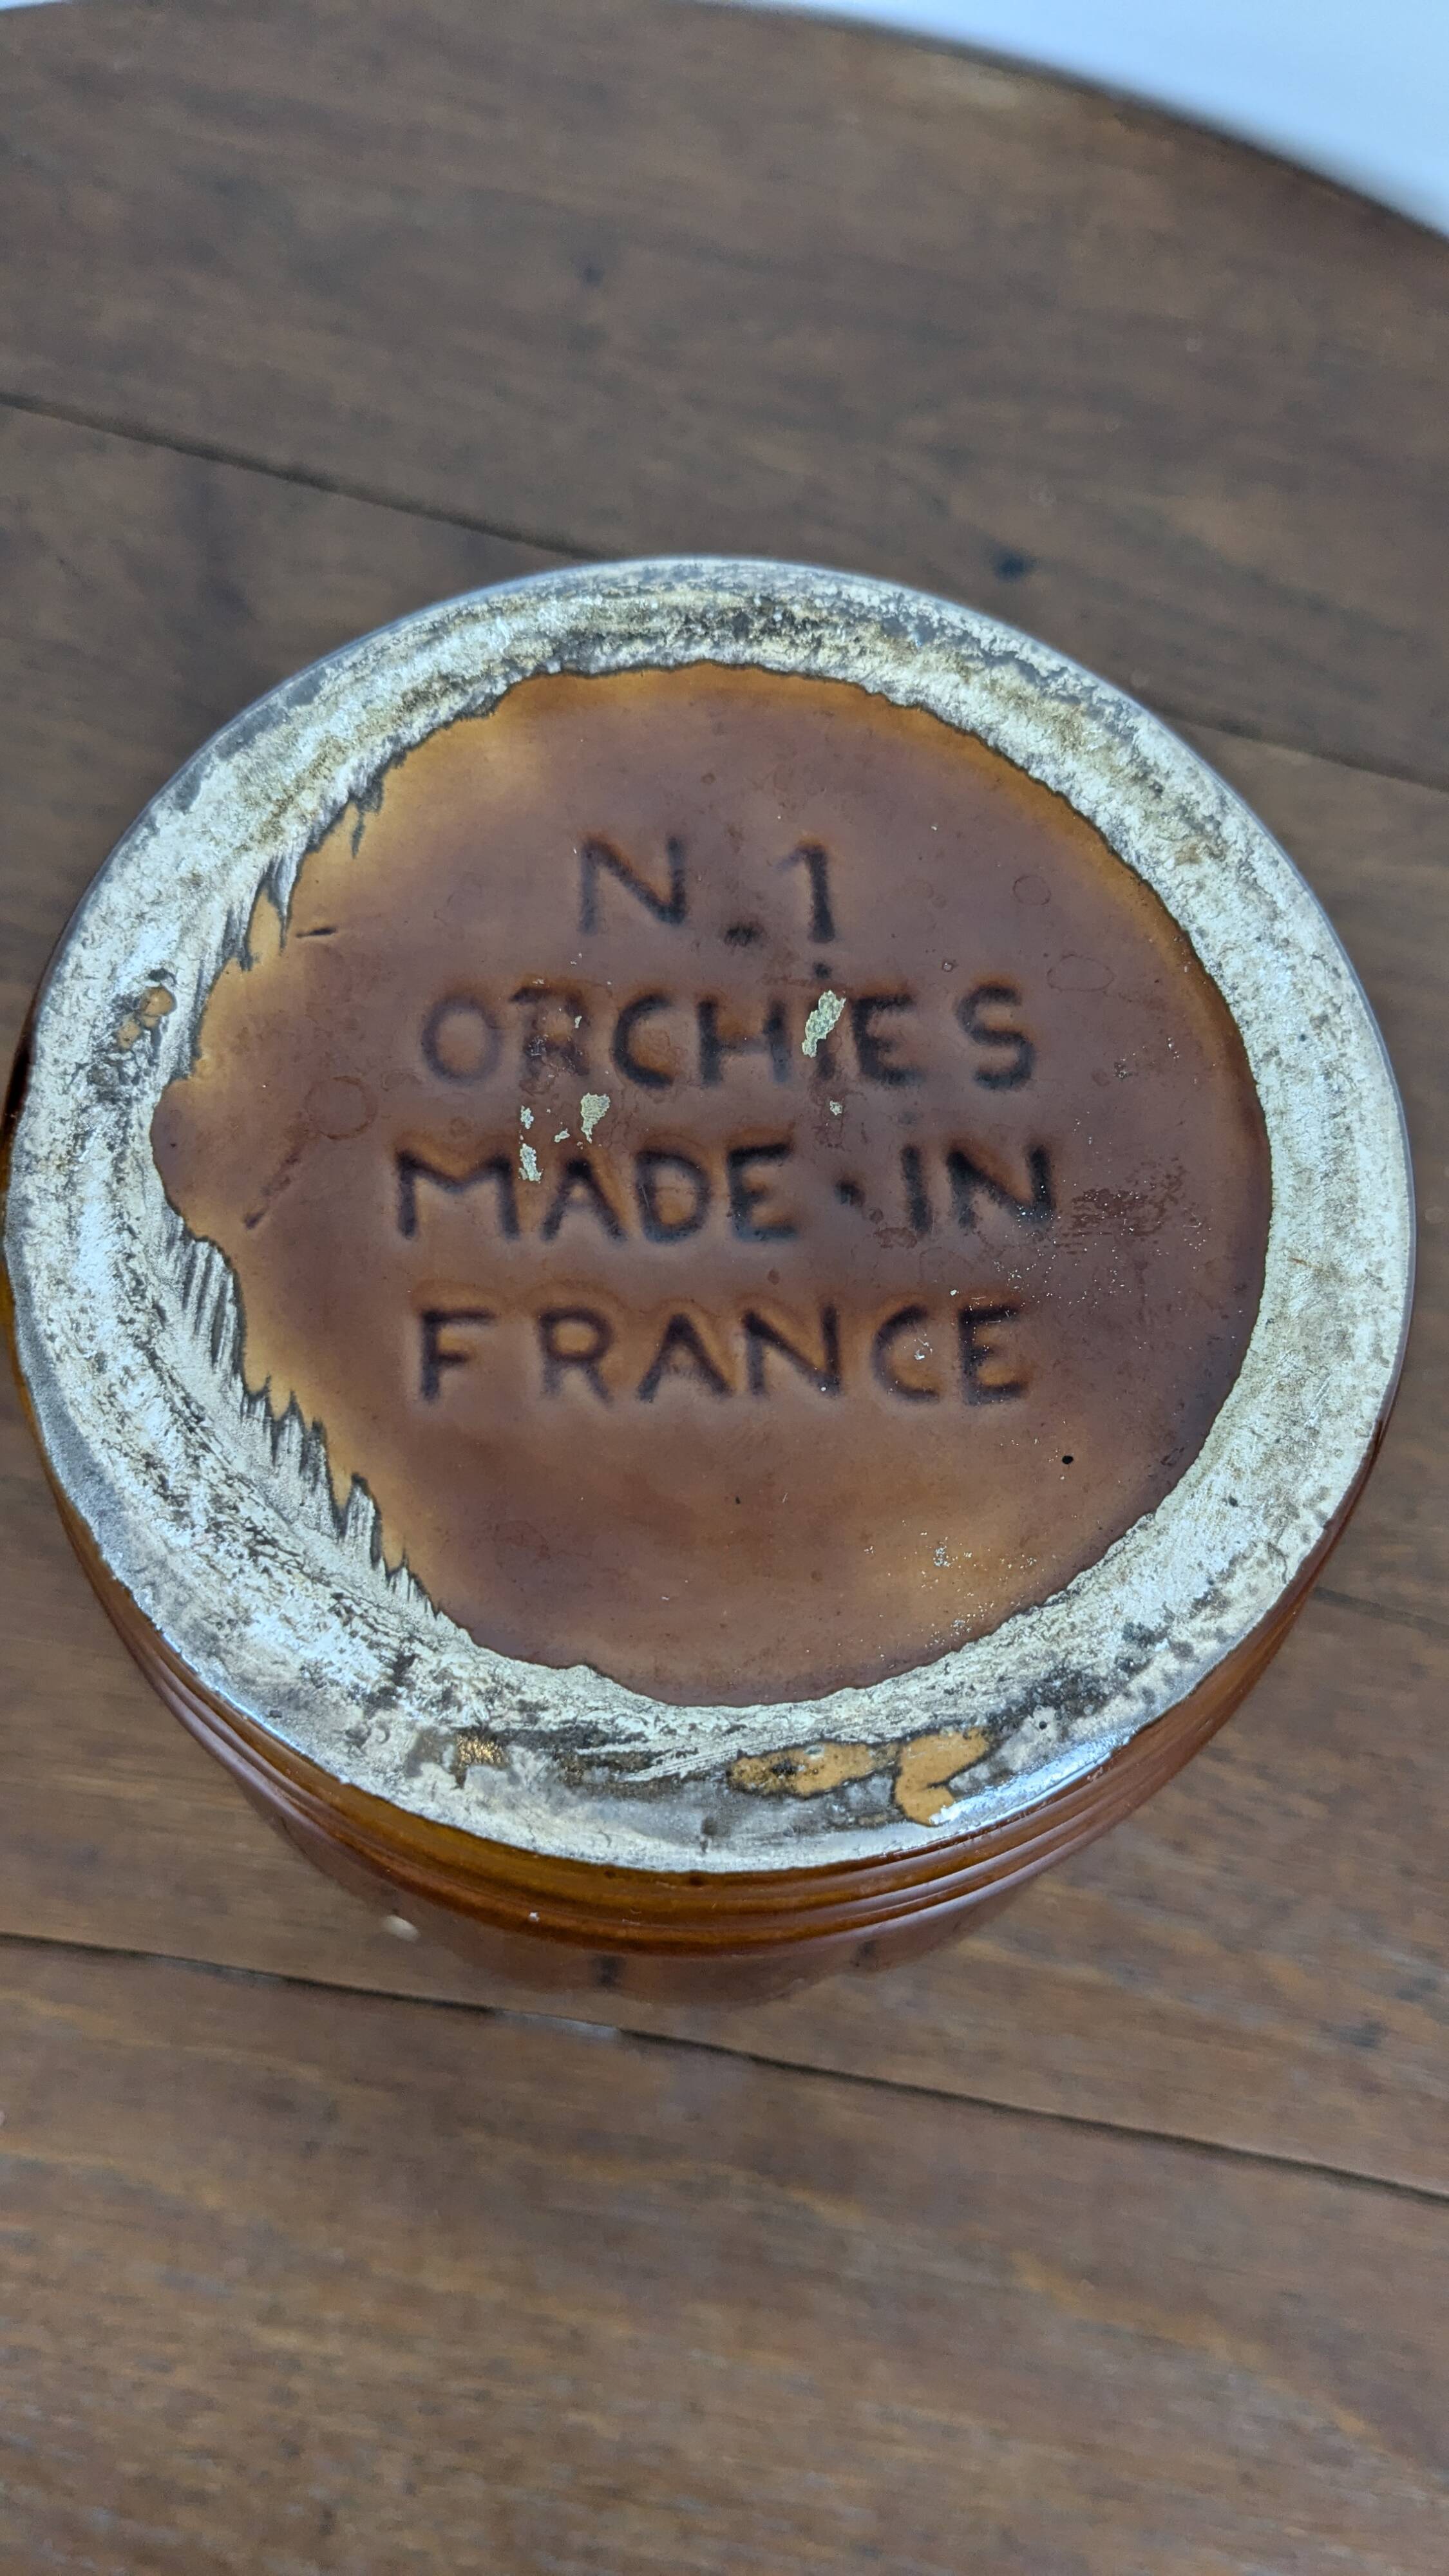 N.1
ORCHIES
MADE·IN
FRANCE